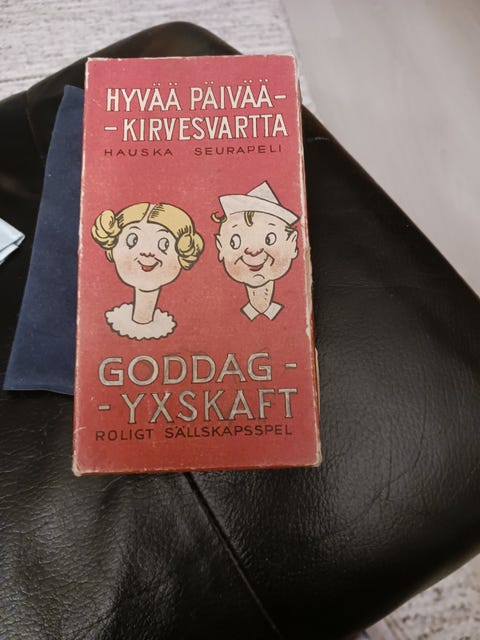 HYVÄÄ PÄIVÄÄ-
-KIRVESVARTTA
HAUSKA SEURAPELI
GODDAG -
- YXSKAFT
ROLIGT SÄLLSKAPSSPEL